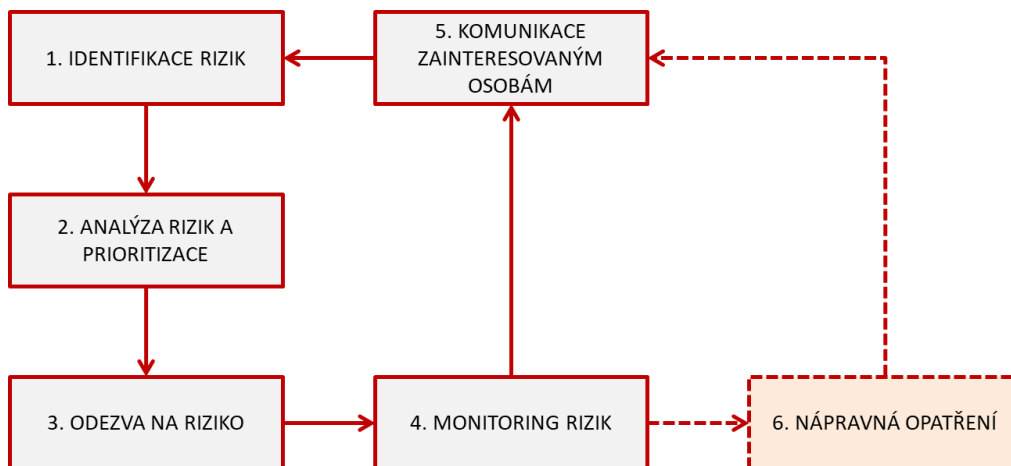 1. IDENTIFIKACE RIZIK
5. KOMUNIKACE
ZAINTERESOVANÝM
OSOBÁM
2. ANALÝZA RIZIK A
PRIORITIZACE
3. ODEZVA NA RIZIKO
4. MONITORING RIZIK
6. NÁPRAVNÁ OPATŘENÍ